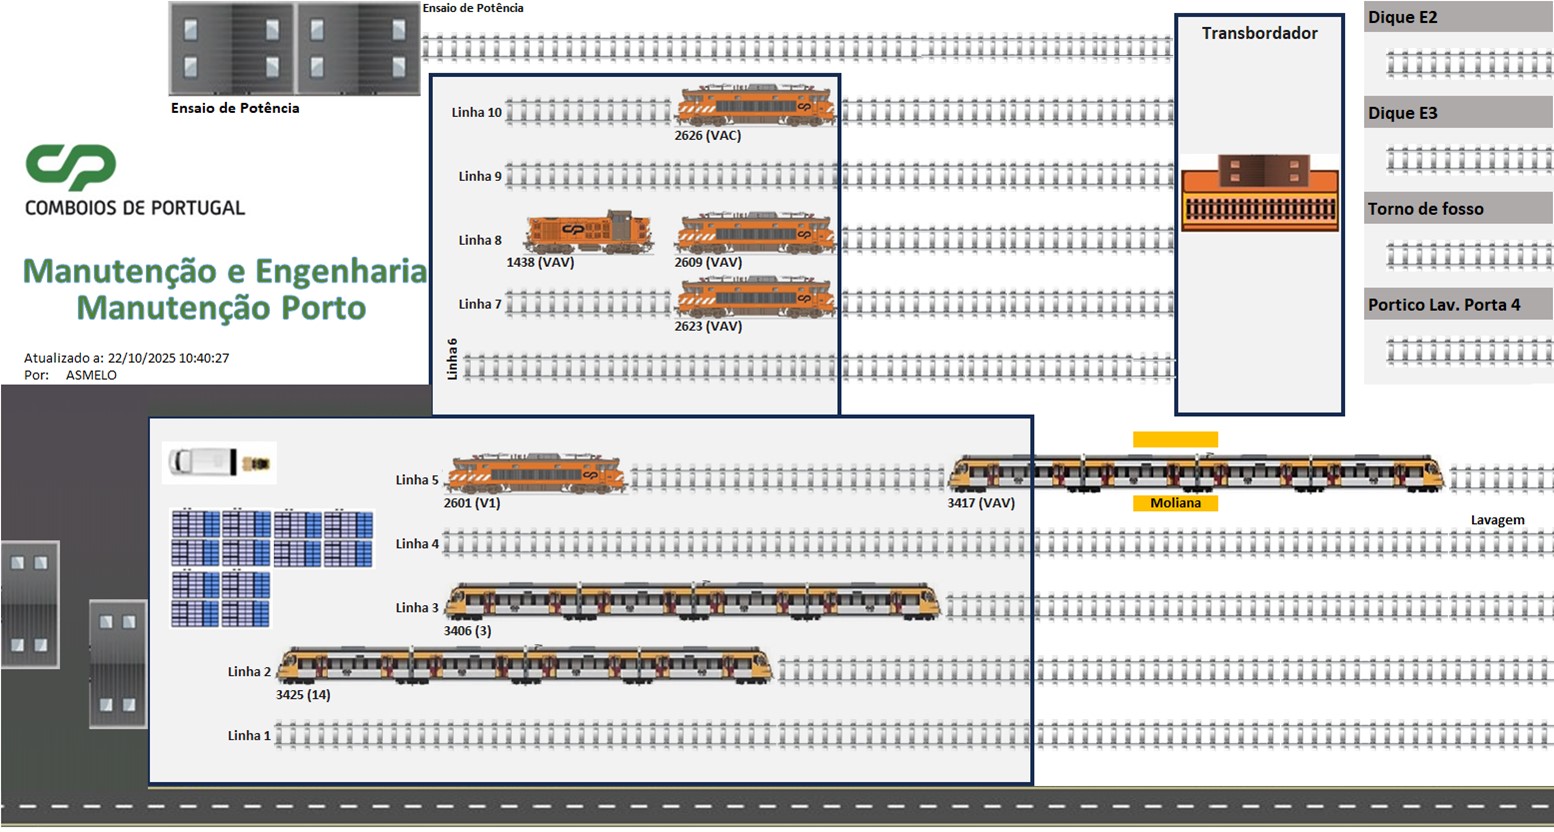 Ensaio de Potência
Ensaio de Potência
Transbordador
Dique E2
Dique E3
Torno de fosso
Portico Lav. Porta 4
CP
COMBOIOS DE PORTUGAL
Manutenção e Engenharia
Manutenção Porto
Atualizado a: 22/10/2025 10:40:27
Por: ASMELO
Linha 10
2626 (VAC)
Linha 9
Linha 8
1438 (VAV)
2609 (VAV)
Linha 7
2623 (VAV)
Linha 6
Linha 5
2601 (V1)
3417 (VAV)
Moliana
Lavagem
Linha 4
Linha 3
3406 (3)
Linha 2
3425 (14)
Linha 1